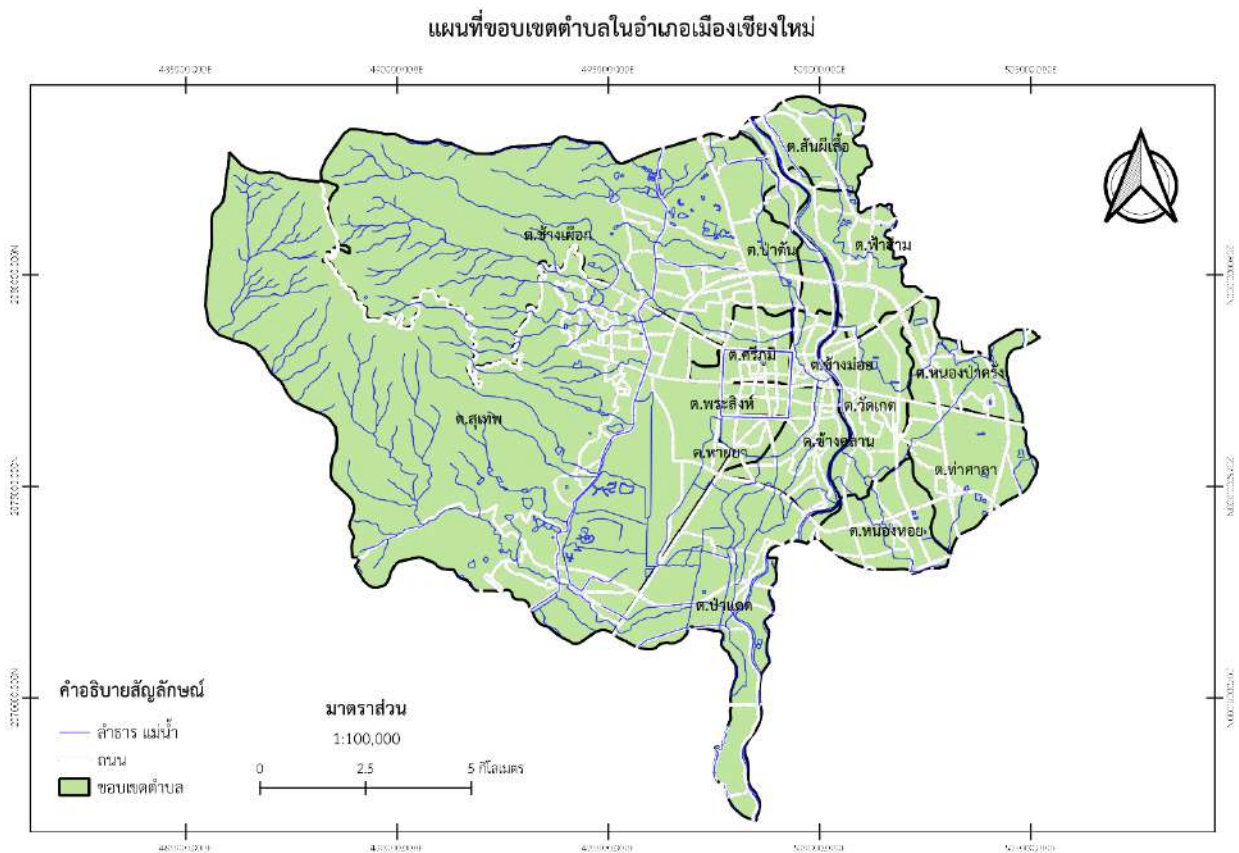 แผนที่ขอบเขตตำบลในอำเภอเมืองเชียงใหม่
ต.สันผีเสื้อ
ต.ช้างเผือก
ต.ป่าตัน
ต.ฟ้าฮ่าม
ต.ศรีภูมิ
ต.ช้างม่อย
ต.หนองป่าครั่ง
ต.พระสิงห์
ต.วัดเกต
ต.สุเทพ
ต.ช้างคลาน
ต.หายยา
ต.ท่าศาลา
ต.หนองหอย
ต.ป่าแดด
คำอธิบายสัญลักษณ์
ลำธาร แม่น้ำ
ถนน
ขอบเขตตำบล
มาตราส่วน
1:100,000
0 2.5 5 กิโลเมตร